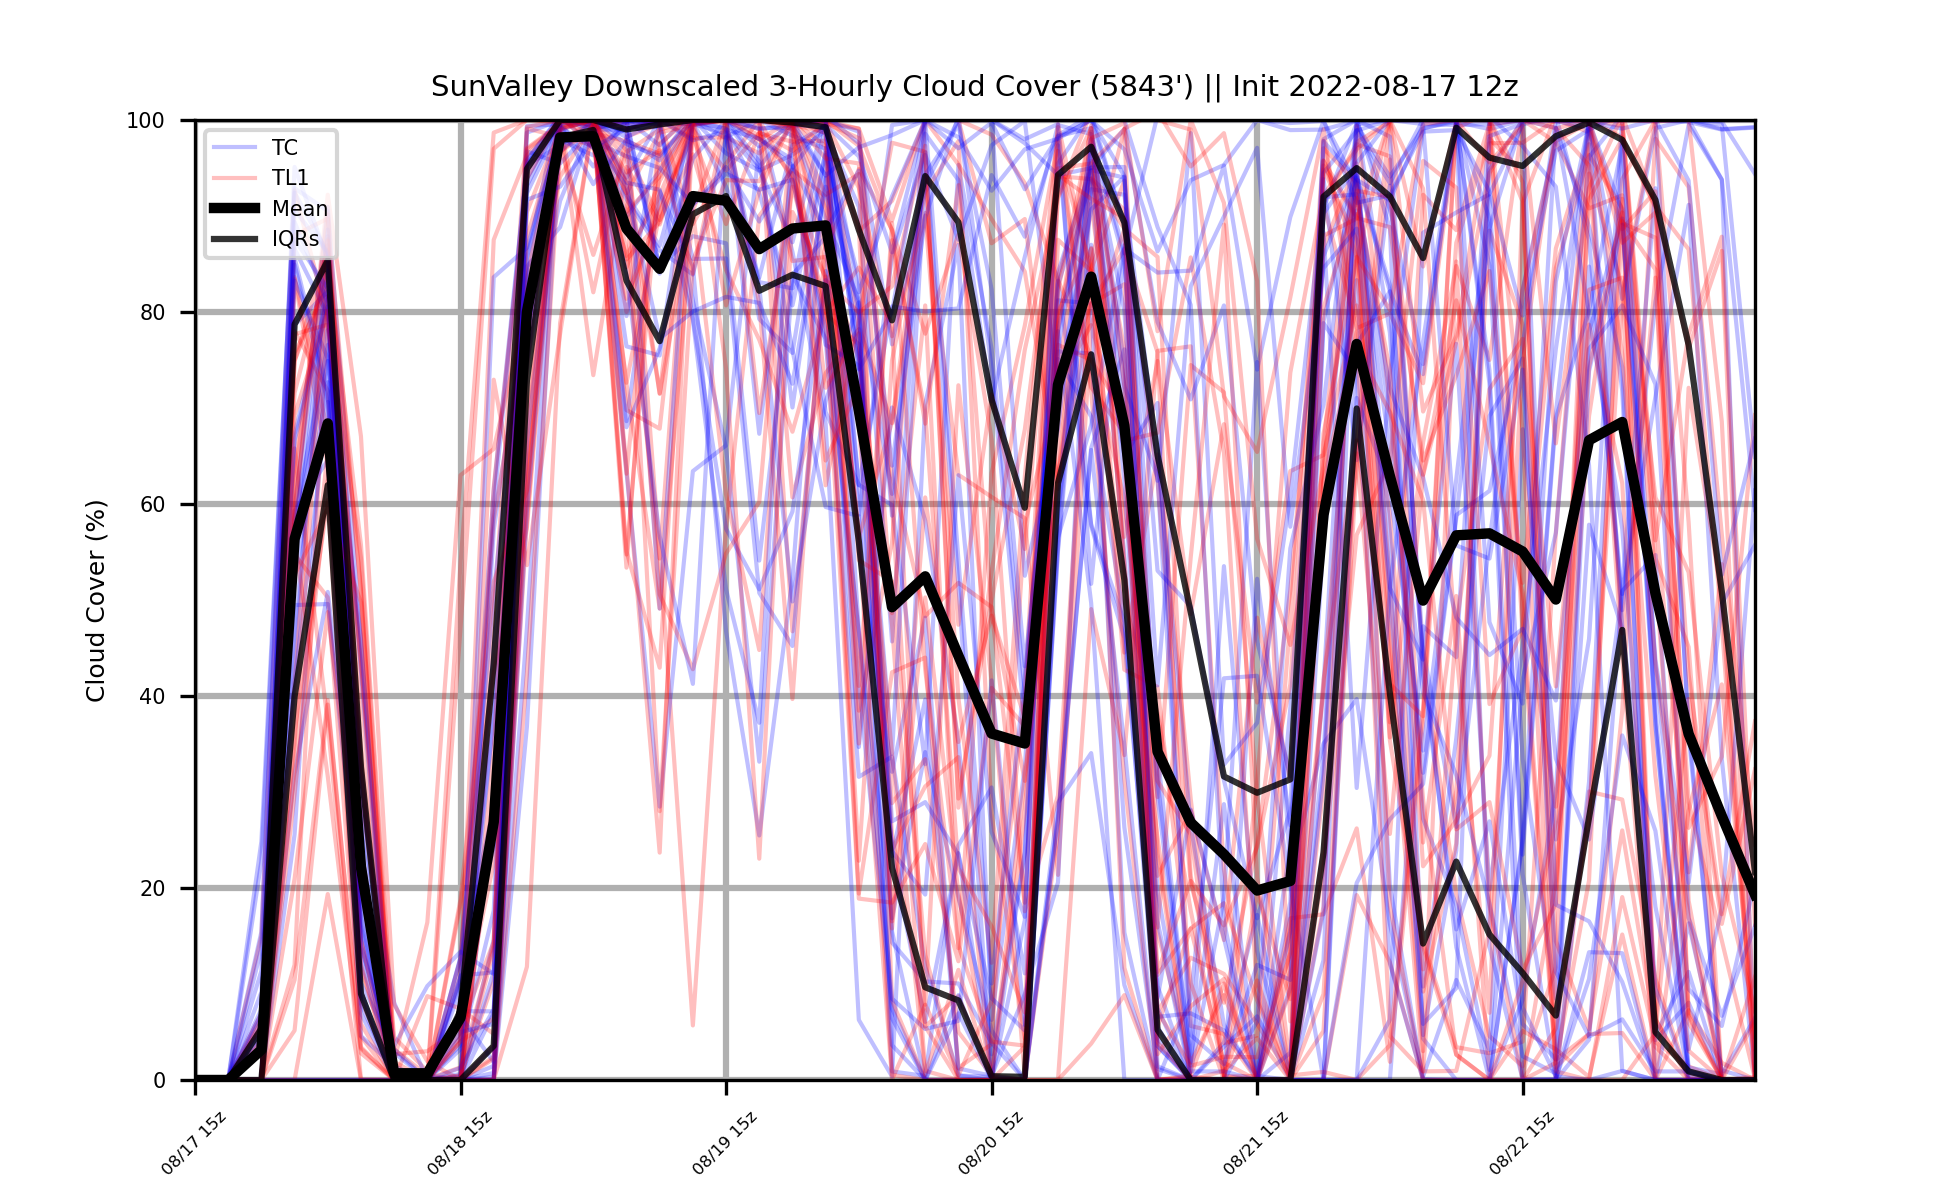 SunValley Downscaled 3-Hourly Cloud Cover (5843') || Init 2022-08-17 12z
TC
TL1
Mean
IQRs
Cloud Cover (%)
100
80
60
40
20
0
08/17 15z
08/18 15z
08/19 15z
08/20 15z
08/21 15z
08/22 15z